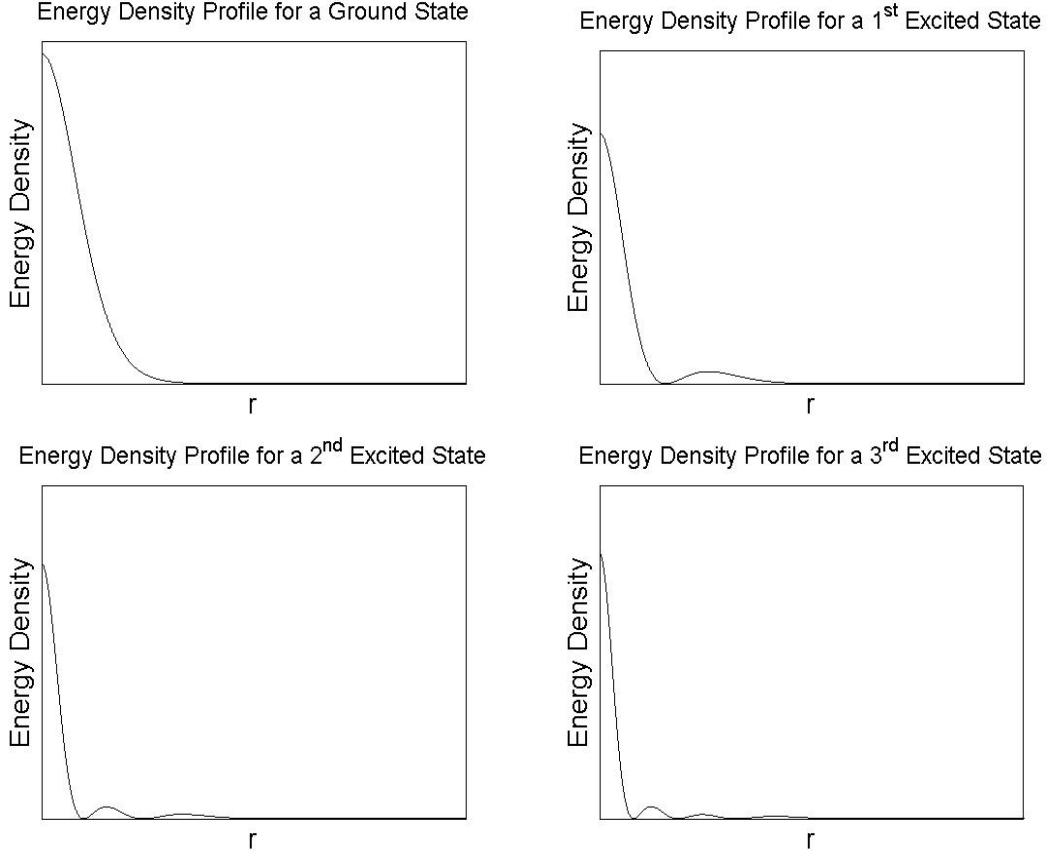 Energy Density Profile for a Ground State
Energy Density
r
Energy Density Profile for a 1st Excited State
Energy Density
r
Energy Density Profile for a 2nd Excited State
Energy Density
r
Energy Density Profile for a 3rd Excited State
Energy Density
r